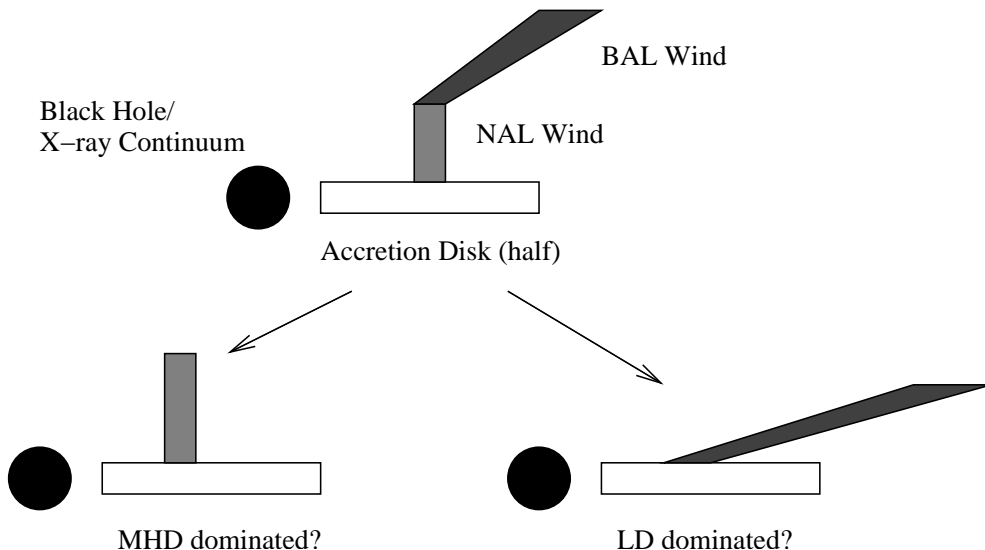 BAL Wind
Black Hole/
X−ray Continuum
NAL Wind
Accretion Disk (half)
MHD dominated?
LD dominated?